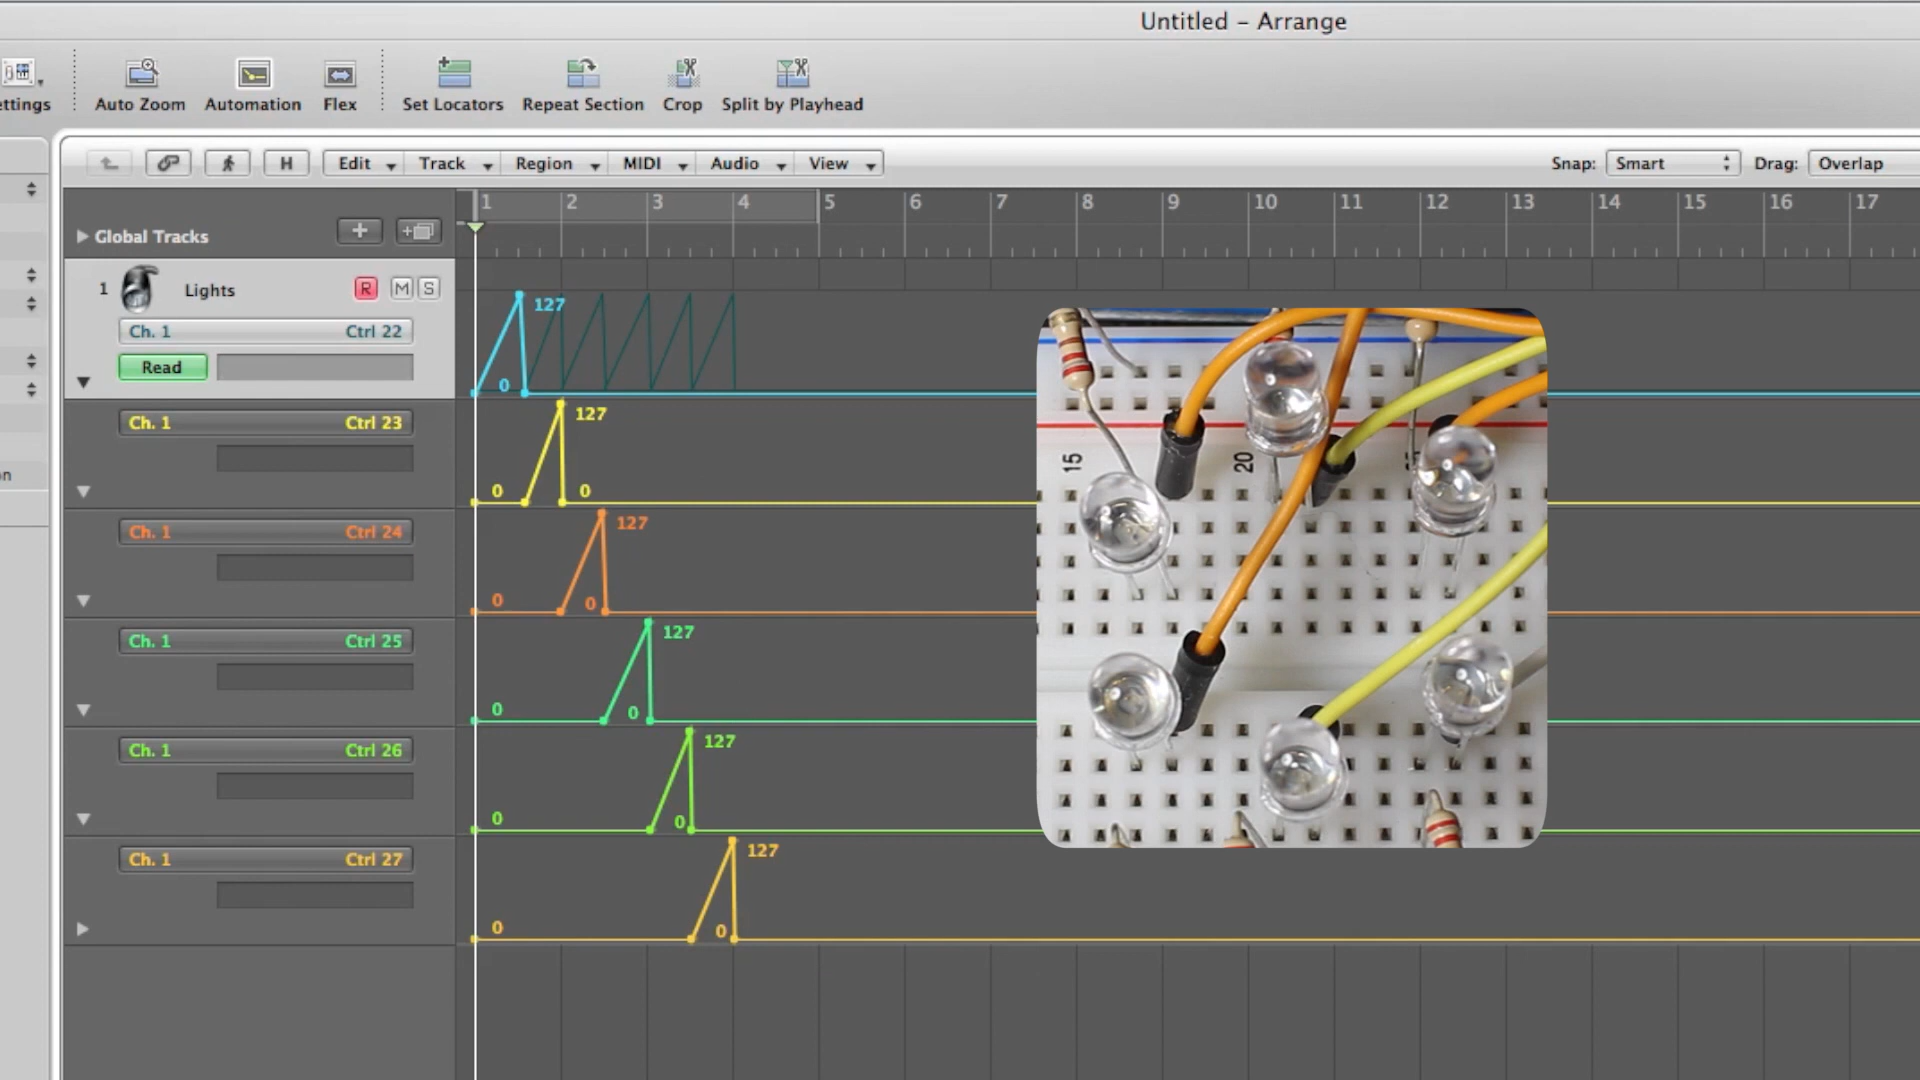 Untitled – Arrange
ettings Auto Zoom Automation Flex Set Locators Repeat Section Crop Split by Playhead
H Edit Track Region MIDI Audio View Snap: Smart Drag: Overlap
1 2 3 4 5 6 7 8 9 10 11 12 13 14 15 16 17
Global Tracks
1 Lights R M S
127
Ch. 1 Ctrl 22
Read
0
127
Ch. 1 Ctrl 23
15 20
on
0 0
127
Ch. 1 Ctrl 24
0 0
127
Ch. 1 Ctrl 25
0 0
127
Ch. 1 Ctrl 26
0 0
127
Ch. 1 Ctrl 27
0 0